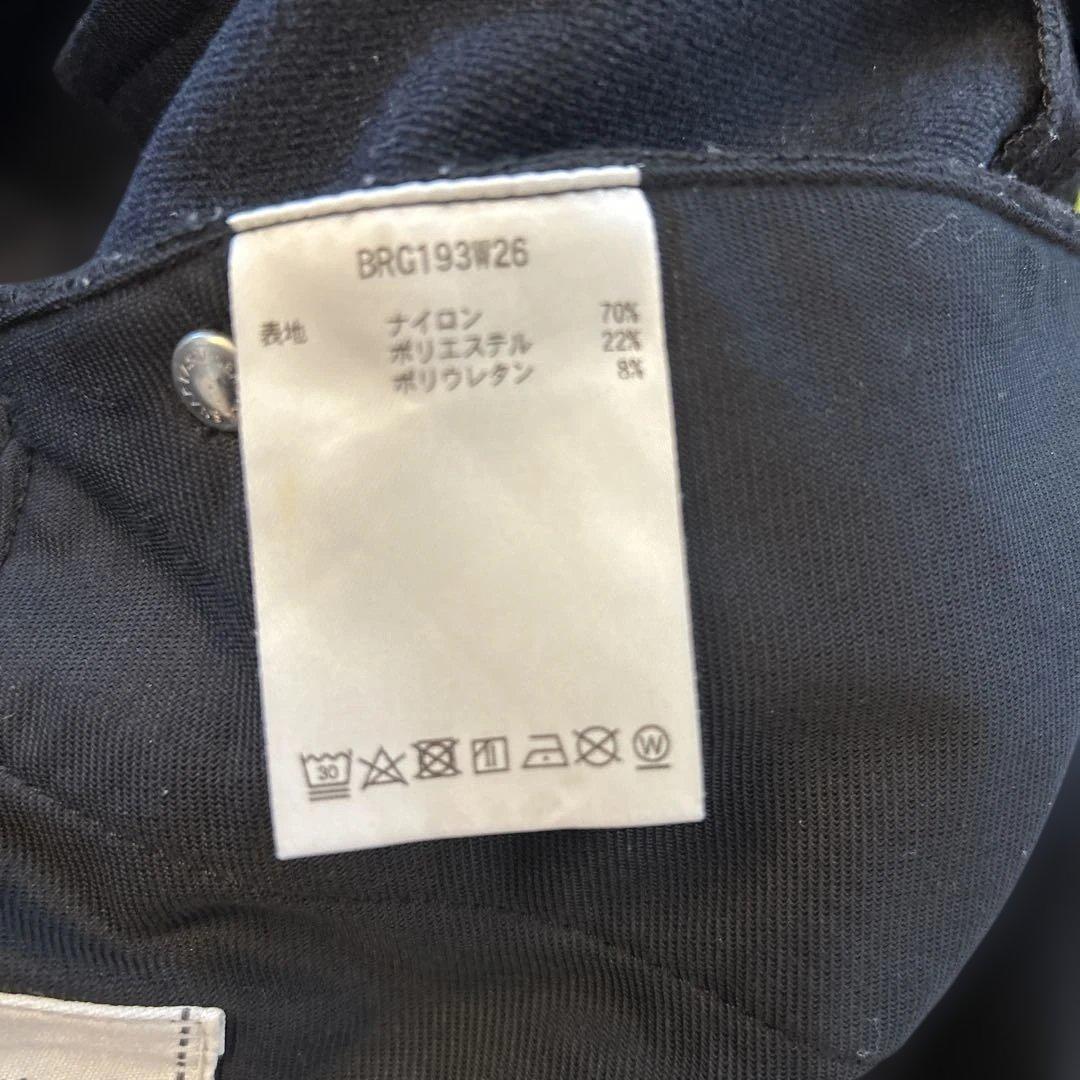 BRG193W26
表地 ナイロン 70%
ポリエステル 22%
ポリウレタン 8%
30 W